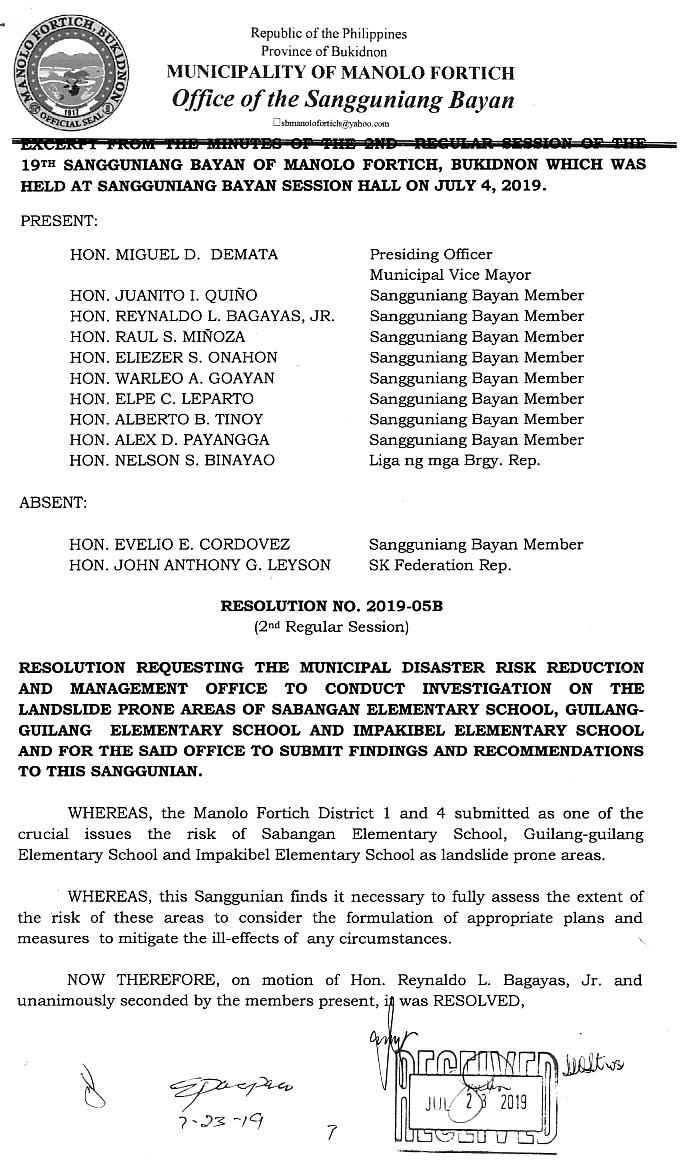 MANOLO FORTICH, BUKIDNON
1917
OFFICIAL SEAL
Republic of the Philippines
Province of Bukidnon
MUNICIPALITY OF MANOLO FORTICH
Office of the Sangguniang Bayan
□sbmanolofortich@yahoo.com
EXCERPT FROM THE MINUTES OF THE 2ND REGULAR SESSION OF THE
19TH SANGGUNIANG BAYAN OF MANOLO FORTICH, BUKIDNON WHICH WAS
HELD AT SANGGUNIANG BAYAN SESSION HALL ON JULY 4, 2019.
PRESENT:
HON. MIGUEL D. DEMATA Presiding Officer
Municipal Vice Mayor
HON. JUANITO I. QUIÑO Sangguniang Bayan Member
HON. REYNALDO L. BAGAYAS, JR. Sangguniang Bayan Member
HON. RAUL S. MIÑOZA Sangguniang Bayan Member
HON. ELIEZER S. ONAHON Sangguniang Bayan Member
HON. WARLEO A. GOAYAN Sangguniang Bayan Member
HON. ELPE C. LEPARTO Sangguniang Bayan Member
HON. ALBERTO B. TINOY Sangguniang Bayan Member
HON. ALEX D. PAYANGGA Sangguniang Bayan Member
HON. NELSON S. BINAYAO Liga ng mga Brgy. Rep.
ABSENT:
HON. EVELIO E. CORDOVEZ Sangguniang Bayan Member
HON. JOHN ANTHONY G. LEYSON SK Federation Rep.
RESOLUTION NO. 2019-05B
(2nd Regular Session)
RESOLUTION REQUESTING THE MUNICIPAL DISASTER RISK REDUCTION
AND MANAGEMENT OFFICE TO CONDUCT INVESTIGATION ON THE
LANDSLIDE PRONE AREAS OF SABANGAN ELEMENTARY SCHOOL, GUILANG-
GUILANG ELEMENTARY SCHOOL AND IMPAKIBEL ELEMENTARY SCHOOL
AND FOR THE SAID OFFICE TO SUBMIT FINDINGS AND RECOMMENDATIONS
TO THIS SANGGUNIAN.
WHEREAS, the Manolo Fortich District 1 and 4 submitted as one of the
crucial issues the risk of Sabangan Elementary School, Guilang-guilang
Elementary School and Impakibel Elementary School as landslide prone areas.
WHEREAS, this Sanggunian finds it necessary to fully assess the extent of
the risk of these areas to consider the formulation of appropriate plans and
measures to mitigate the ill-effects of any circumstances.
NOW THEREFORE, on motion of Hon. Reynaldo L. Bagayas, Jr. and
unanimously seconded by the members present, it was RESOLVED,
RECEIVED
JUL 23 2019
7-23-19
7
RECEIVED